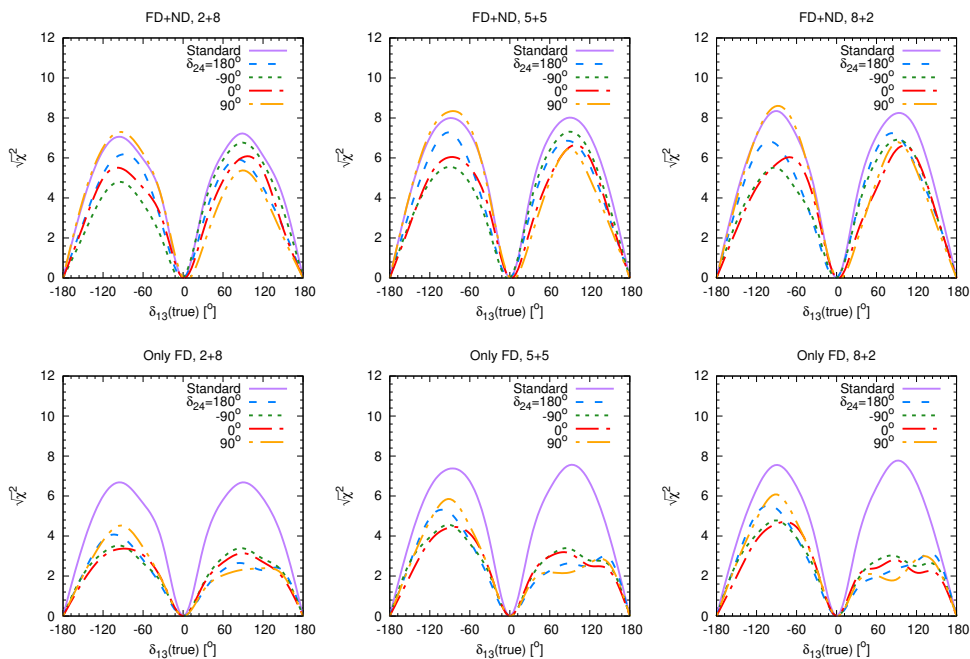 FD+ND, 2+8
12
10
8
6
4
2
0
-180 -120 -60 0 60 120 180
√χ²
δ₁₃(true) [°]
Standard
δ₂₄=180°
-90°
0°
90°
FD+ND, 5+5
12
10
8
6
4
2
0
-180 -120 -60 0 60 120 180
√χ²
δ₁₃(true) [°]
Standard
δ₂₄=180°
-90°
0°
90°
FD+ND, 8+2
12
10
8
6
4
2
0
-180 -120 -60 0 60 120 180
√χ²
δ₁₃(true) [°]
Standard
δ₂₄=180°
-90°
0°
90°
Only FD, 2+8
12
10
8
6
4
2
0
-180 -120 -60 0 60 120 180
√χ²
δ₁₃(true) [°]
Standard
δ₂₄=180°
-90°
0°
90°
Only FD, 5+5
12
10
8
6
4
2
0
-180 -120 -60 0 60 120 180
√χ²
δ₁₃(true) [°]
Standard
δ₂₄=180°
-90°
0°
90°
Only FD, 8+2
12
10
8
6
4
2
0
-180 -120 -60 0 60 120 180
√χ²
δ₁₃(true) [°]
Standard
δ₂₄=180°
-90°
0°
90°